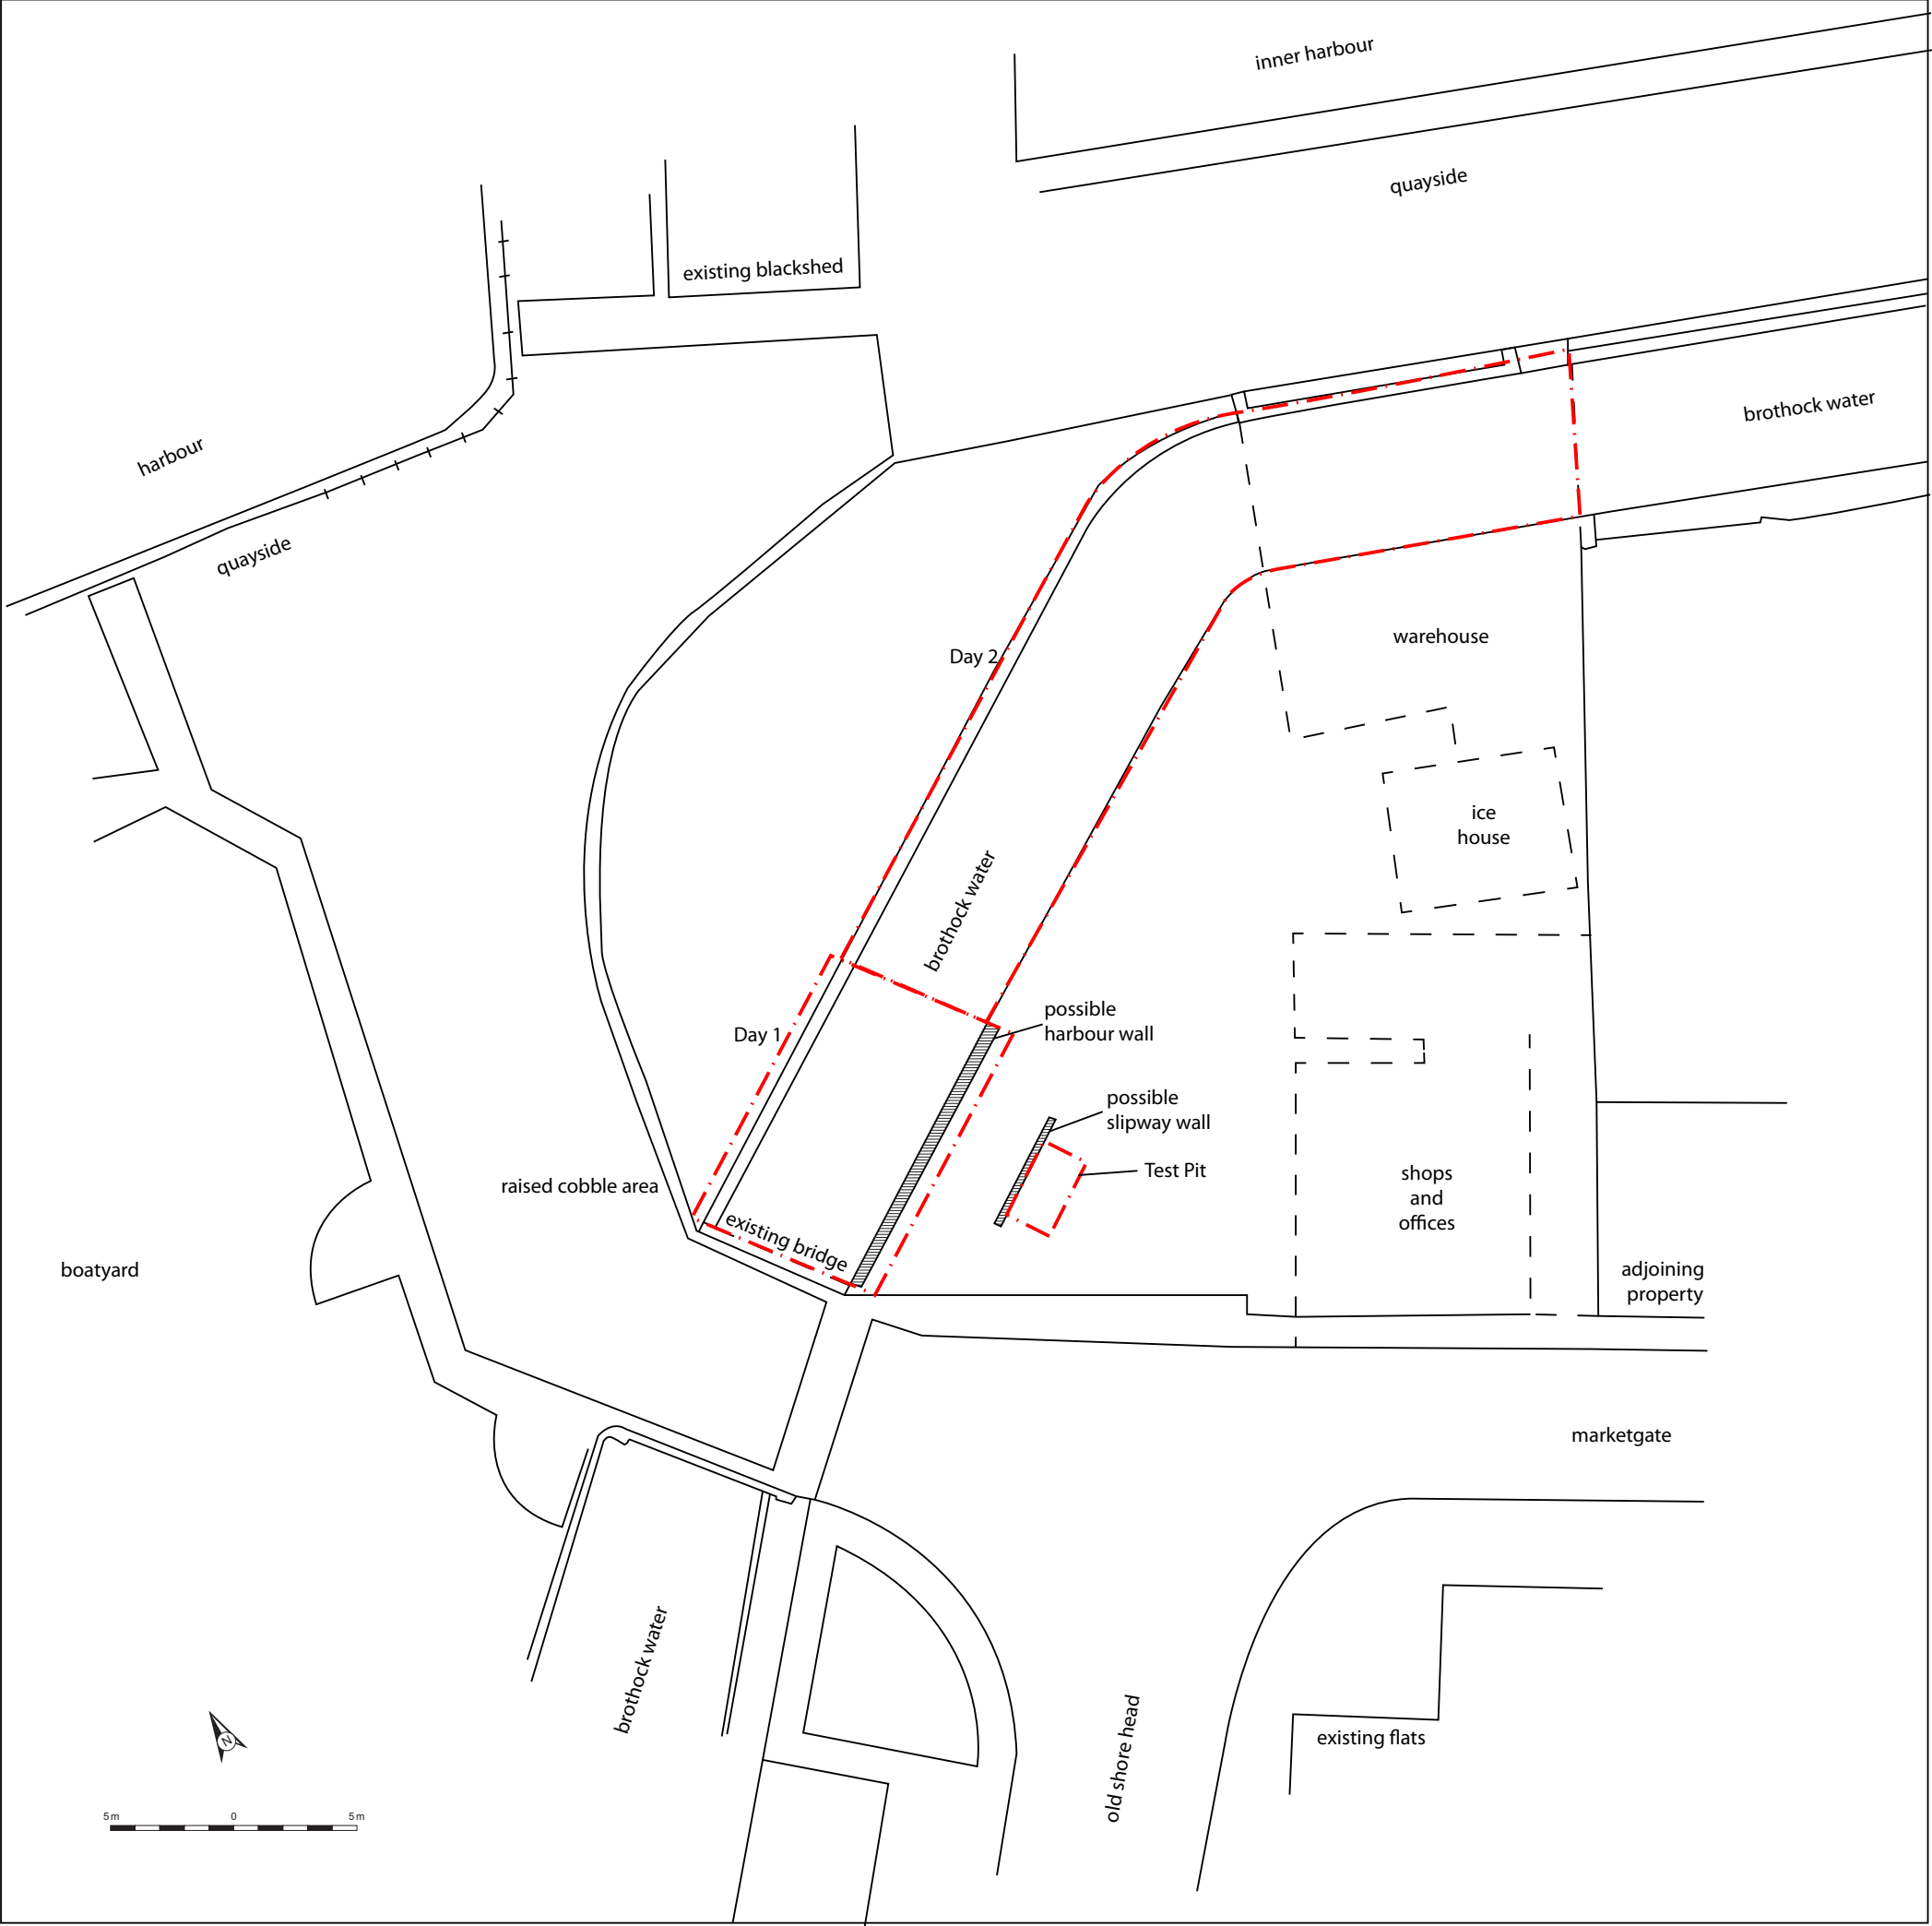 inner harbour
quayside
existing blackshed
brothock water
harbour
quayside
Day 2
warehouse
ice
house
brothock water
possible
harbour wall
Day 1
possible
slipway wall
Test Pit
raised cobble area
shops
and
offices
existing bridge
boatyard
adjoining
property
marketgate
brothock water
old shore head
existing flats
N
5m 0 5m